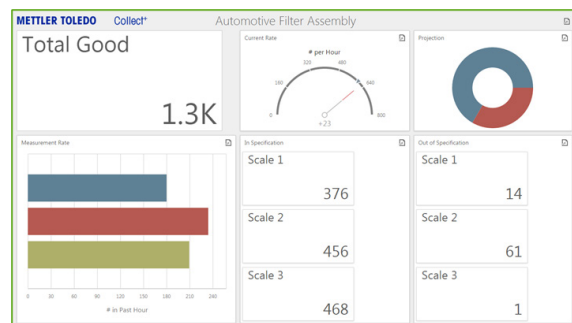 METTLER TOLEDO Collect+ Automotive Filter Assembly
Total Good
1.3K
Current Rate
# per Hour
0 160 320 480 640 800
+23
Projection
Measurement Rate
0 30 60 90 120 150 180 210 240
# in Past Hour
In Specification
Scale 1
376
Scale 2
456
Scale 3
468
Out of Specification
Scale 1
14
Scale 2
61
Scale 3
1